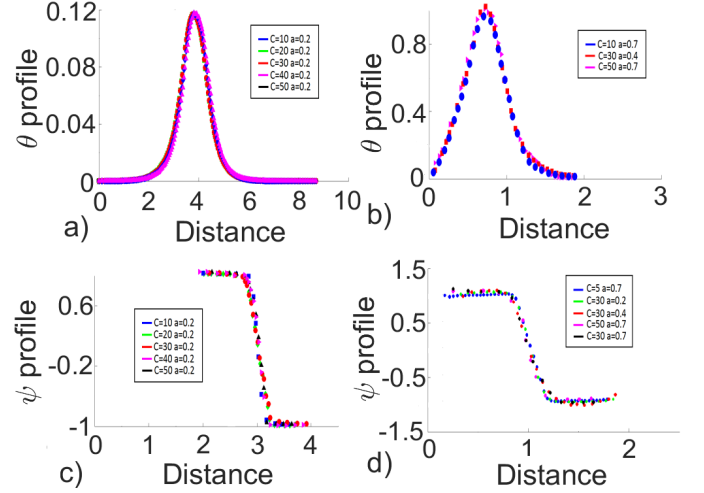 0.12
0.08
0.04
0
θ profile
C=10 a=0.2
C=20 a=0.2
C=30 a=0.2
C=40 a=0.2
C=50 a=0.2
0 2 4 6 8 10
a)
Distance
0.8
0.4
0
θ profile
C=10 a=0.7
C=30 a=0.4
C=50 a=0.7
0 1 2 3
b)
Distance
0.6
-0.2
-1
ψ profile
C=10 a=0.2
C=20 a=0.2
C=30 a=0.2
C=40 a=0.2
C=50 a=0.2
0 1 2 3 4
c)
Distance
1.5
0.5
-0.5
-1.5
ψ profile
C=5 a=0.7
C=30 a=0.2
C=30 a=0.4
C=50 a=0.7
C=30 a=0.7
0 1 2
d)
Distance